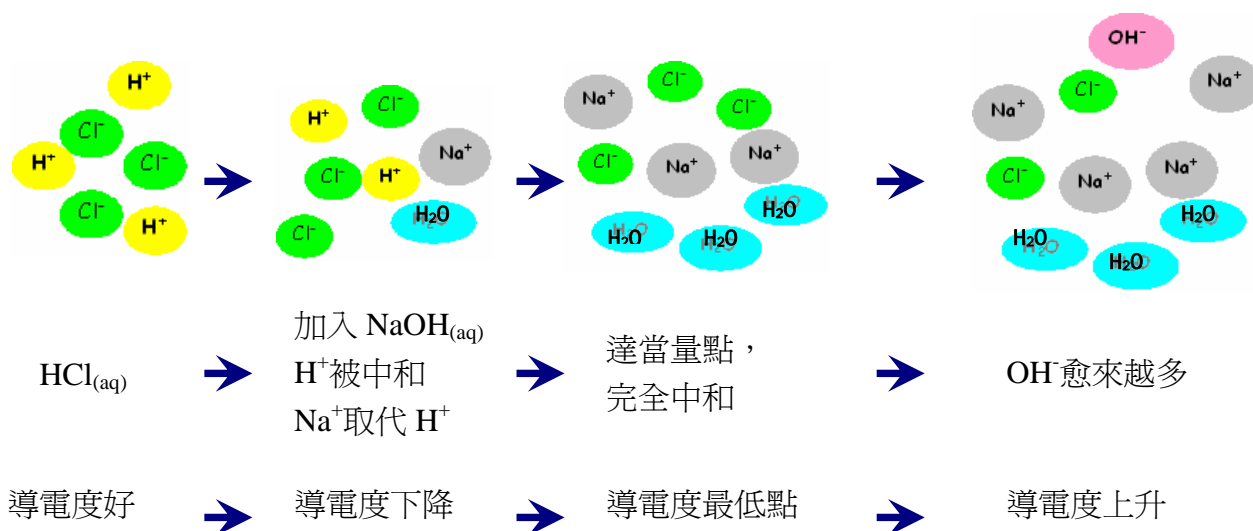 H⁺
Cl⁻
H⁺
Cl⁻
Cl⁻
H⁺
Cl⁻
H⁺
Na⁺
Cl⁻
H⁺
H₂O
Cl⁻
Na⁺
Cl⁻
Cl⁻
Cl⁻
Na⁺
Na⁺
H₂O
H₂O
H₂O
OH⁻
Na⁺
Cl⁻
Na⁺
Cl⁻
Na⁺
Na⁺
H₂O
H₂O
H₂O
HCl(aq)
加入 NaOH(aq)
H⁺被中和
Na⁺取代 H⁺
達當量點，
完全中和
OH⁻愈來越多
導電度好
導電度下降
導電度最低點
導電度上升